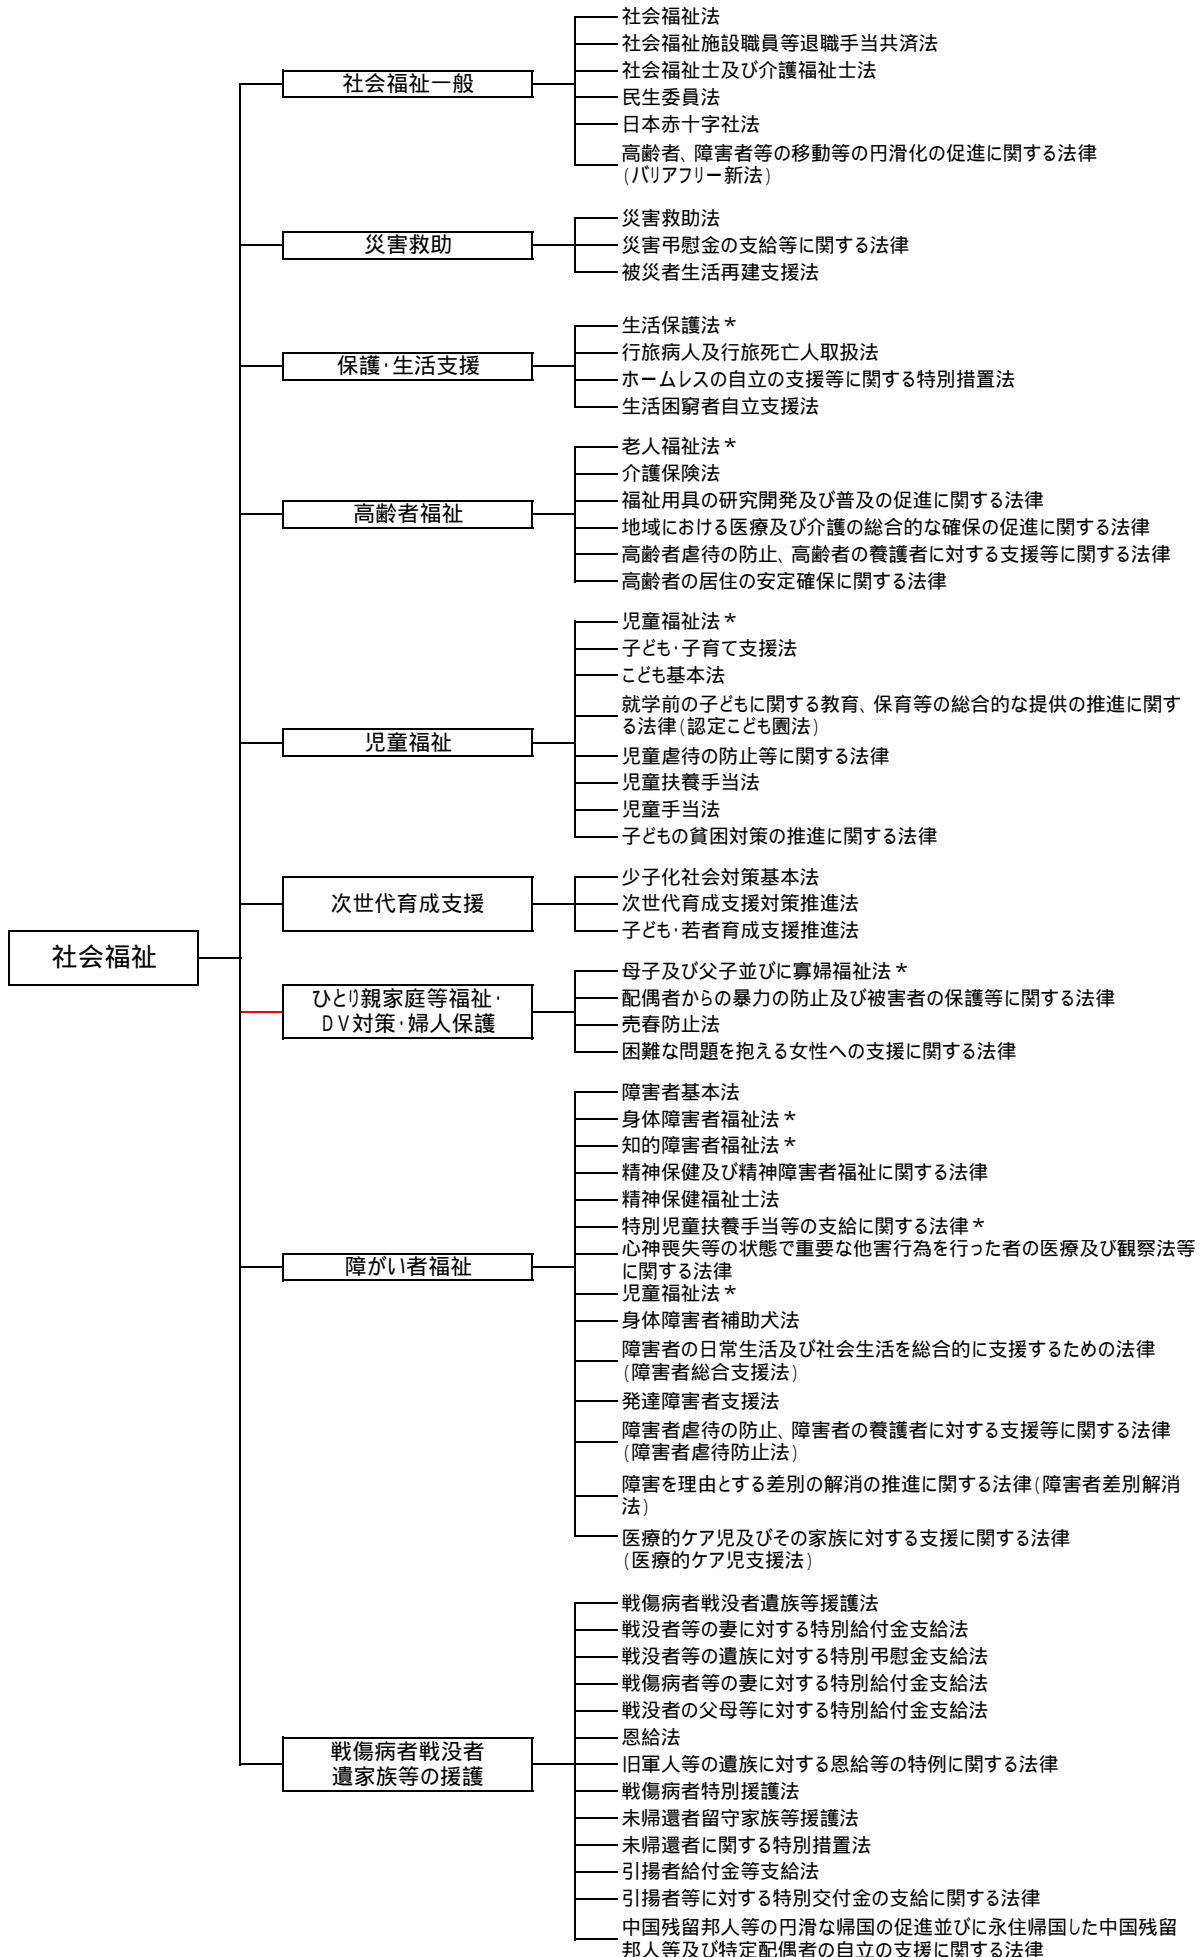 社会福祉
社会福祉一般
社会福祉法
社会福祉施設職員等退職手当共済法
社会福祉士及び介護福祉士法
民生委員法
日本赤十字社法
高齢者、障害者等の移動等の円滑化の促進に関する法律
(バリアフリー新法)
災害救助
災害救助法
災害弔慰金の支給等に関する法律
被災者生活再建支援法
保護・生活支援
生活保護法*
行旅病人及行旅死亡人取扱法
ホームレスの自立の支援等に関する特別措置法
生活困窮者自立支援法
高齢者福祉
老人福祉法*
介護保険法
福祉用具の研究開発及び普及の促進に関する法律
地域における医療及び介護の総合的な確保の促進に関する法律
高齢者虐待の防止、高齢者の養護者に対する支援等に関する法律
高齢者の居住の安定確保に関する法律
児童福祉
児童福祉法*
子ども・子育て支援法
こども基本法
就学前の子どもに関する教育、保育等の総合的な提供の推進に関す
る法律(認定こども園法)
児童虐待の防止等に関する法律
児童扶養手当法
児童手当法
子どもの貧困対策の推進に関する法律
次世代育成支援
少子化社会対策基本法
次世代育成支援対策推進法
子ども・若者育成支援推進法
ひとり親家庭等福祉・
DV対策・婦人保護
母子及び父子並びに寡婦福祉法*
配偶者からの暴力の防止及び被害者の保護等に関する法律
売春防止法
困難な問題を抱える女性への支援に関する法律
障がい者福祉
障害者基本法
身体障害者福祉法*
知的障害者福祉法*
精神保健及び精神障害者福祉に関する法律
精神保健福祉士法
特別児童扶養手当等の支給に関する法律*
心神喪失等の状態で重要な他害行為を行った者の医療及び観察法等
に関する法律
児童福祉法*
身体障害者補助犬法
障害者の日常生活及び社会生活を総合的に支援するための法律
(障害者総合支援法)
発達障害者支援法
障害者虐待の防止、障害者の養護者に対する支援等に関する法律
(障害者虐待防止法)
障害を理由とする差別の解消の推進に関する法律(障害者差別解消
法)
医療的ケア児及びその家族に対する支援に関する法律
(医療的ケア児支援法)
戦傷病者戦没者
遺家族等の援護
戦傷病者戦没者遺族等援護法
戦没者等の妻に対する特別給付金支給法
戦没者等の遺族に対する特別弔慰金支給法
戦傷病者等の妻に対する特別給付金支給法
戦没者の父母等に対する特別給付金支給法
恩給法
旧軍人等の遺族に対する恩給等の特例に関する法律
戦傷病者特別援護法
未帰還者留守家族等援護法
未帰還者に関する特別措置法
引揚者給付金等支給法
引揚者等に対する特別交付金の支給に関する法律
中国残留邦人等の円滑な帰国の促進並びに永住帰国した中国残留
邦人等及び特定配偶者の自立の支援に関する法律